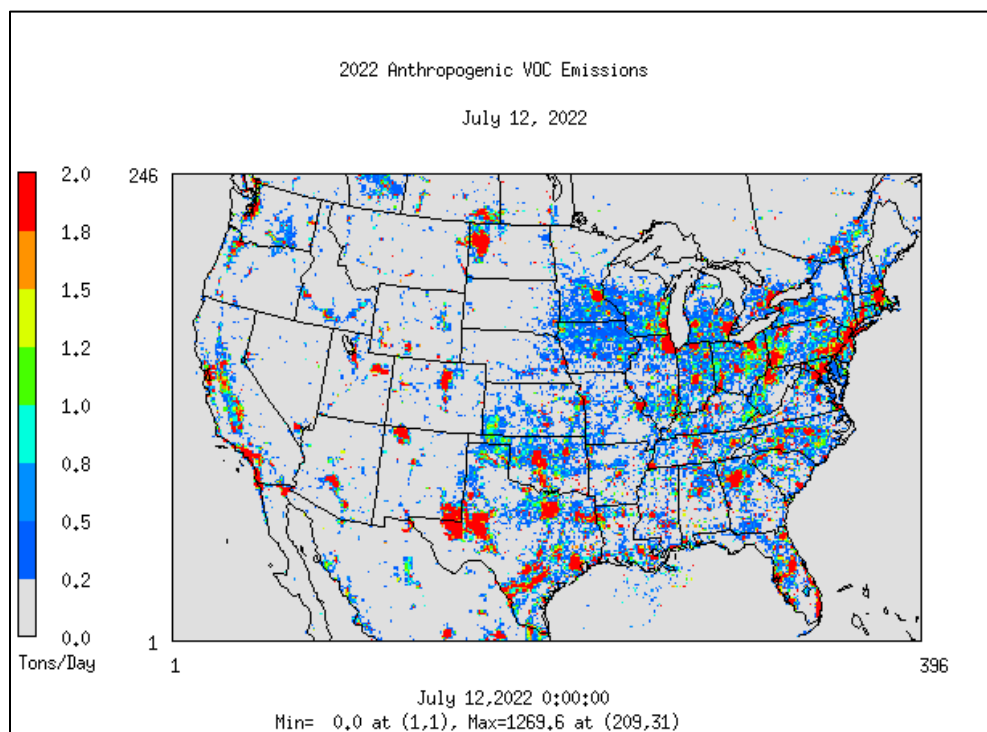 2022 Anthropogenic VOC Emissions
July 12, 2022
2.0
1.8
1.5
1.2
1.0
0.8
0.5
0.2
0.0
Tons/Day
246
1
1
396
July 12,2022 0:00:00
Min= 0.0 at (1,1), Max=1269.6 at (209,31)